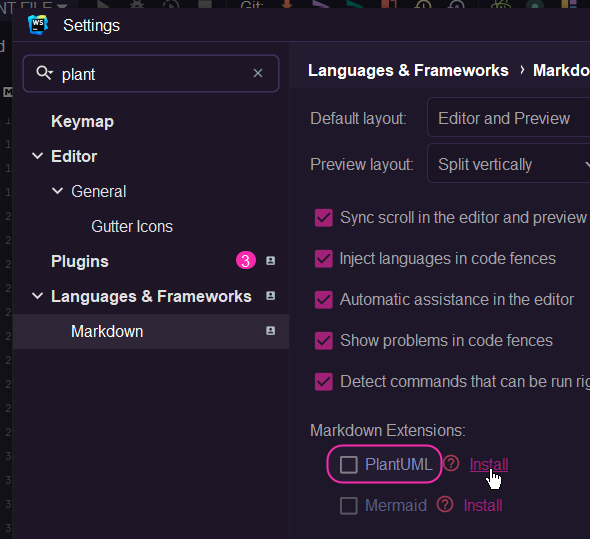 Git:
WS
Settings
plant
Languages & Frameworks › Markdo
Keymap
Default layout:
Editor and Preview
Editor
Preview layout:
Split vertically
General
Gutter Icons
Sync scroll in the editor and preview
Plugins
3
Inject languages in code fences
Languages & Frameworks
Automatic assistance in the editor
Markdown
Show problems in code fences
Detect commands that can be run
Markdown Extensions:
PlantUML
?
Install
Mermaid
?
Install